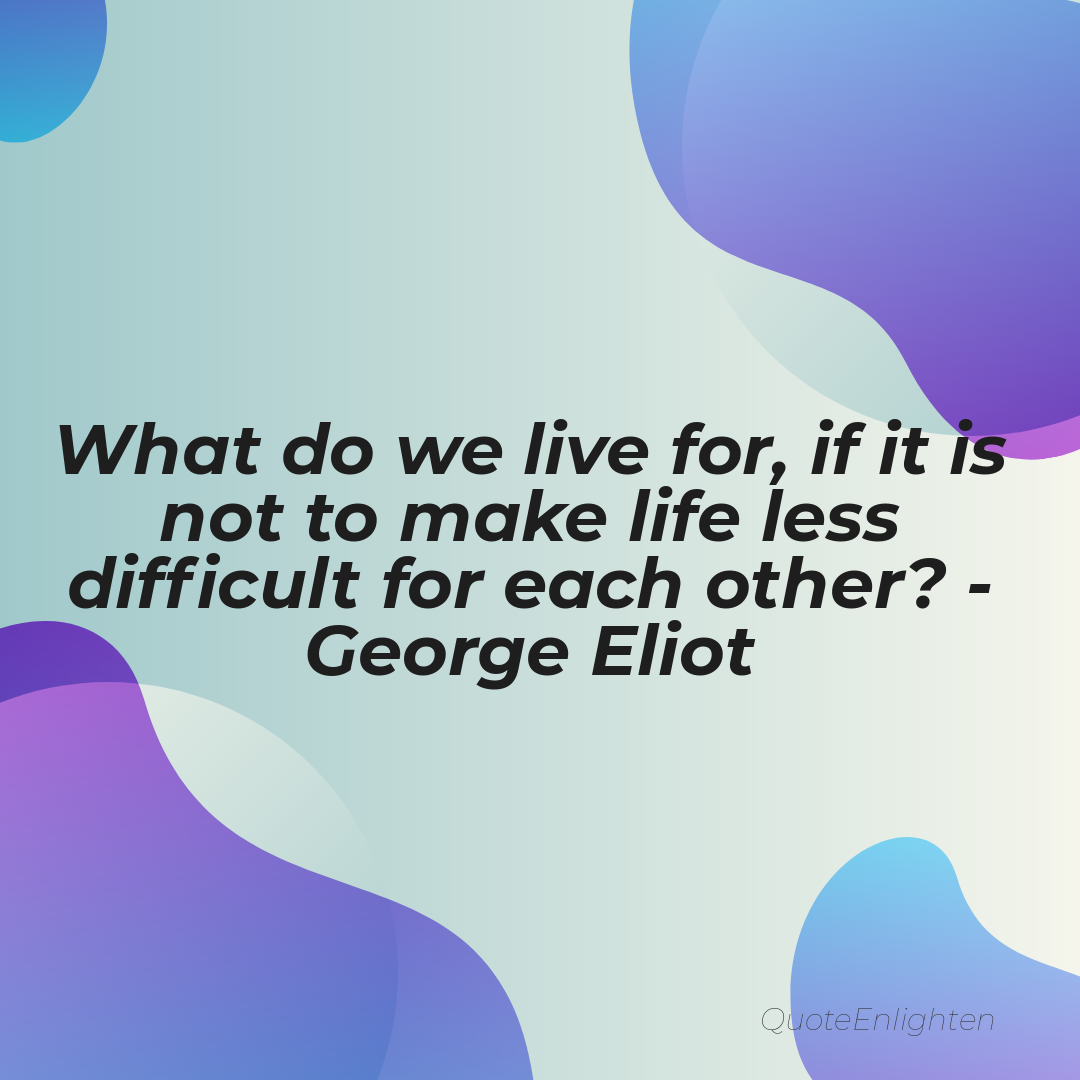 What do we live for, if it is
not to make life less
difficult for each other? -
George Eliot
QuoteEnlighten